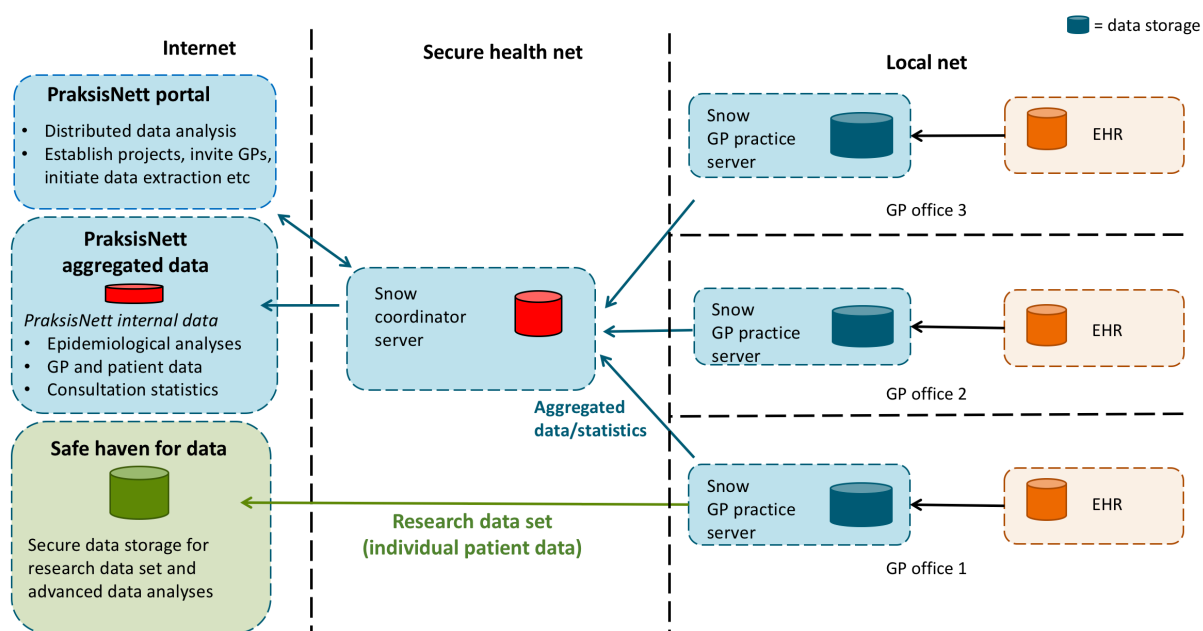 = data storage
Internet
Secure health net
Local net
PraksisNett portal
• Distributed data analysis
• Establish projects, invite GPs,
initiate data extraction etc
PraksisNett
aggregated data
PraksisNett internal data
• Epidemiological analyses
• GP and patient data
• Consultation statistics
Safe haven for data
Secure data storage for
research data set and
advanced data analyses
Snow
coordinator
server
Aggregated
data/statistics
Research data set
(individual patient data)
Snow
GP practice
server
EHR
GP office 3
Snow
GP practice
server
EHR
GP office 2
Snow
GP practice
server
EHR
GP office 1